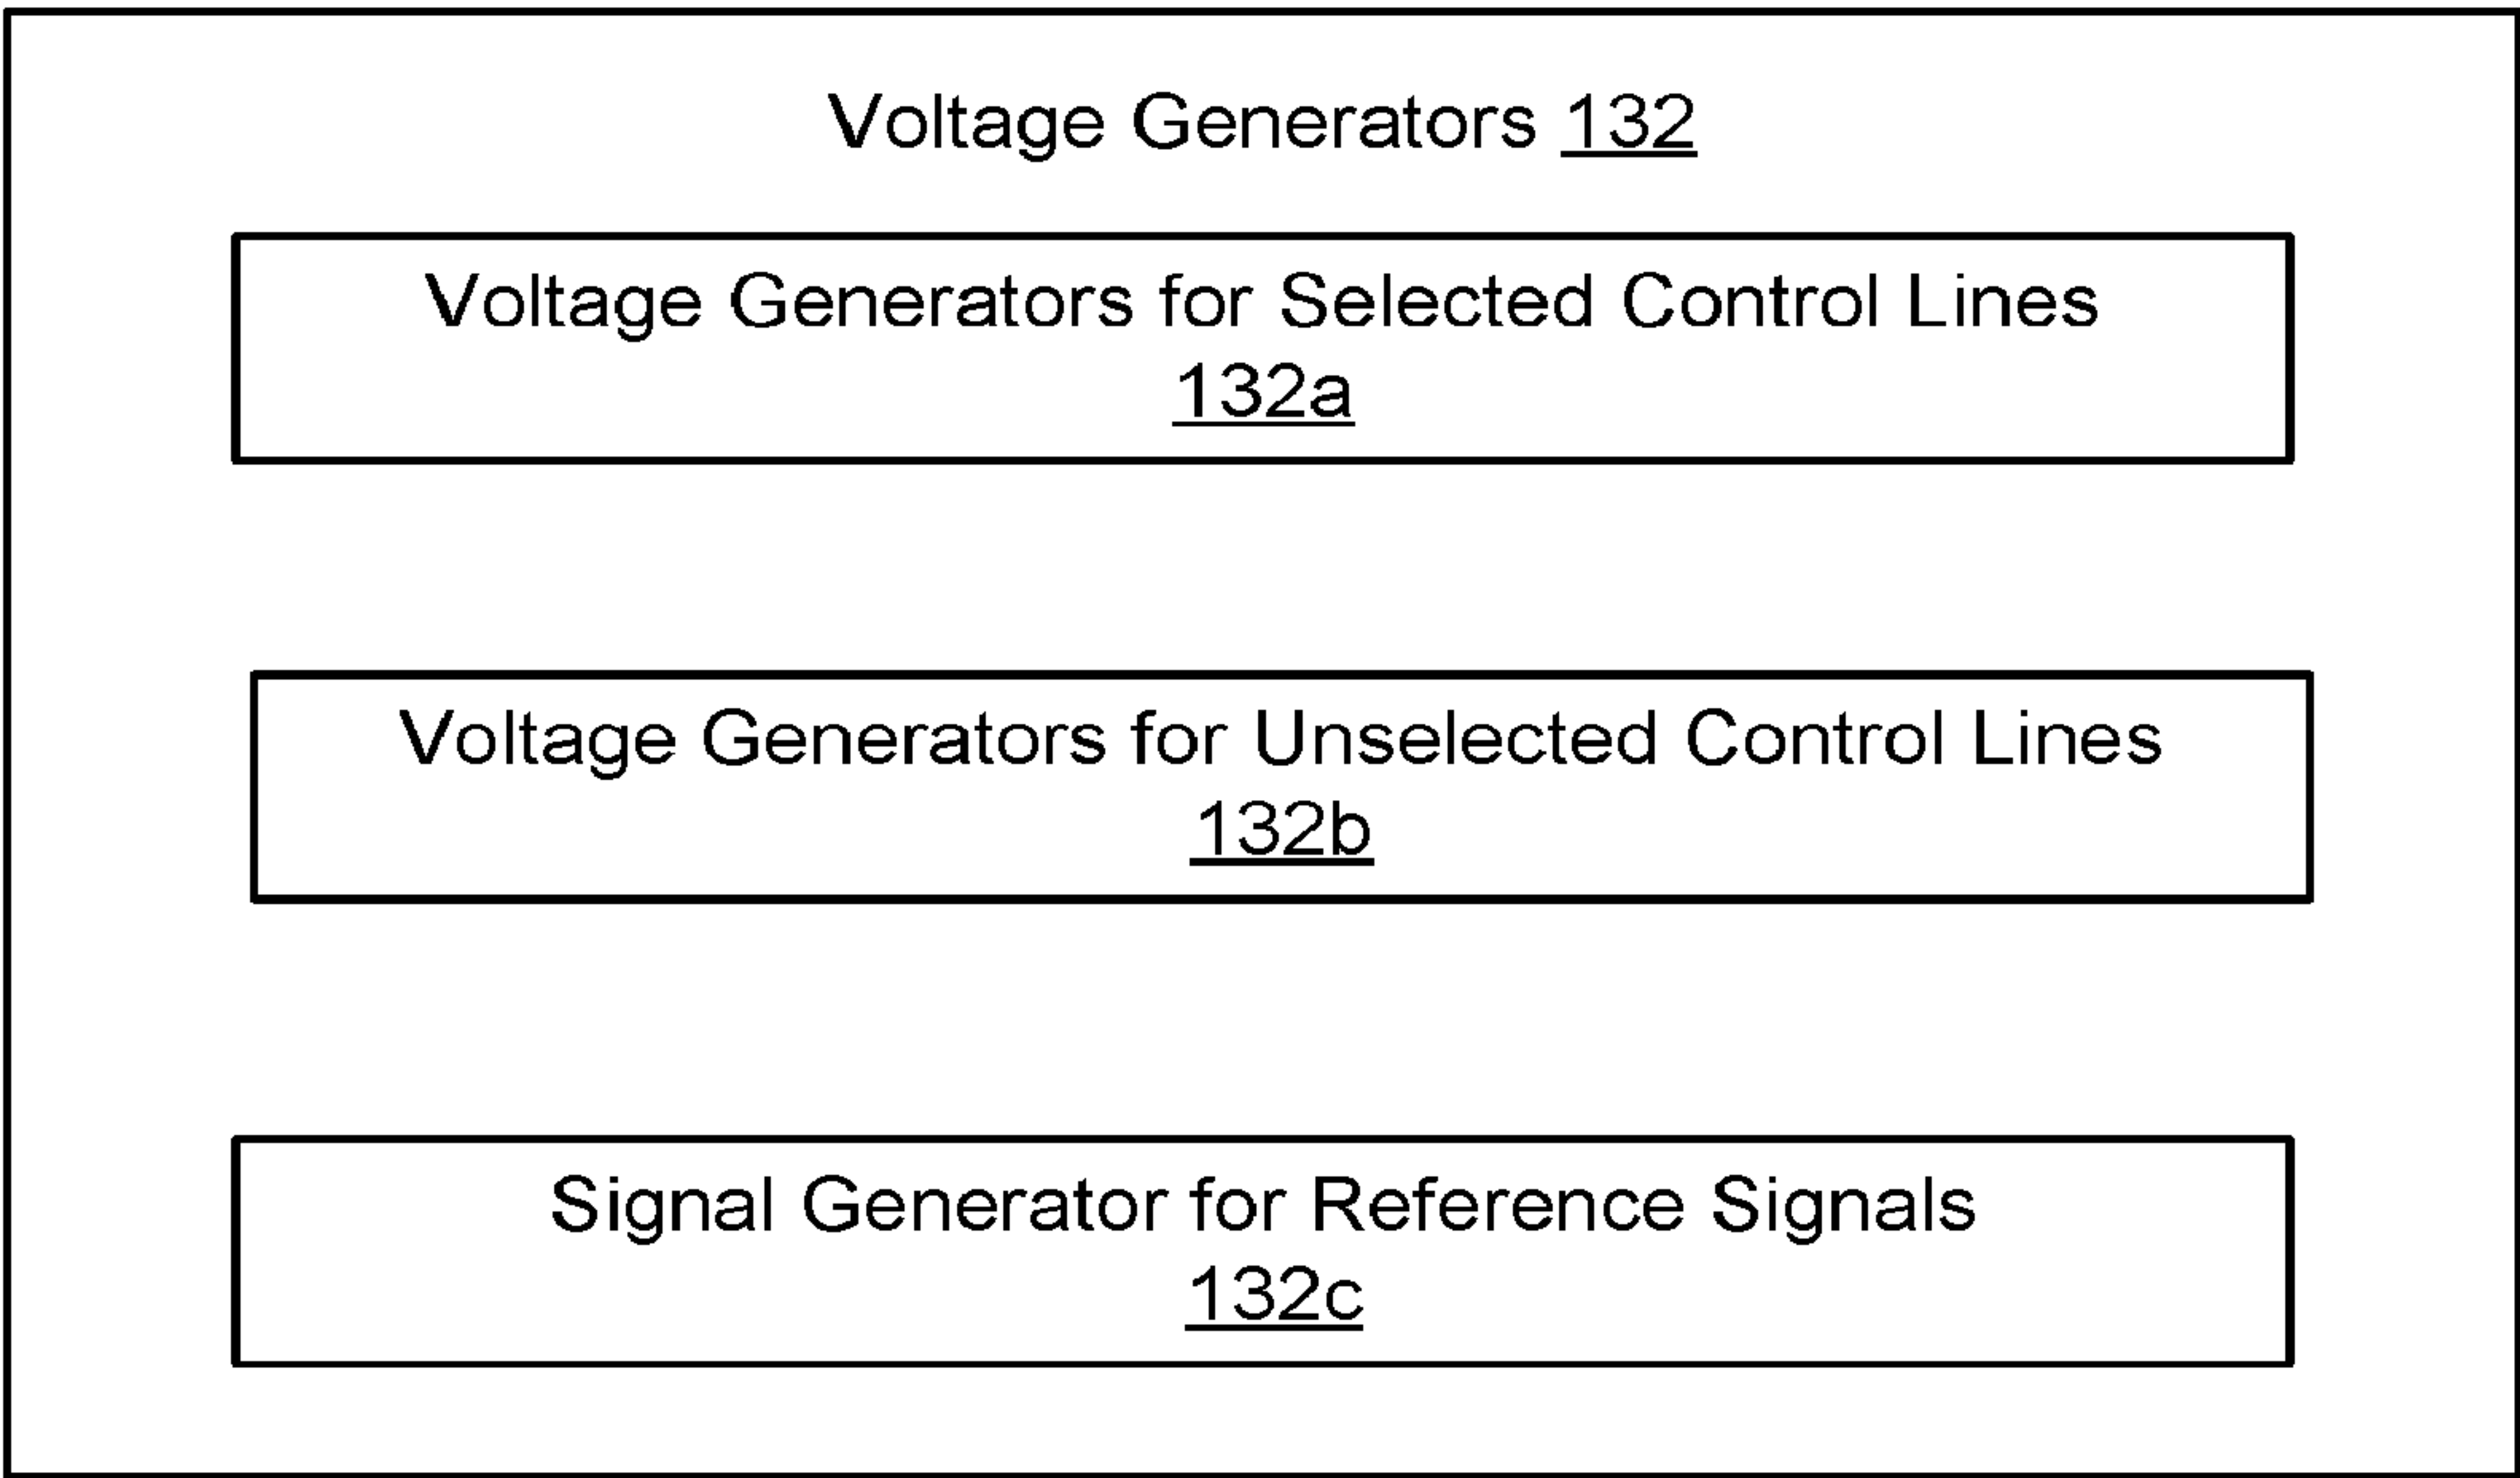 Voltage Generators 132
Voltage Generators for Selected Control Lines
132a
Voltage Generators for Unselected Control Lines
132b
Signal Generator for Reference Signals
132c